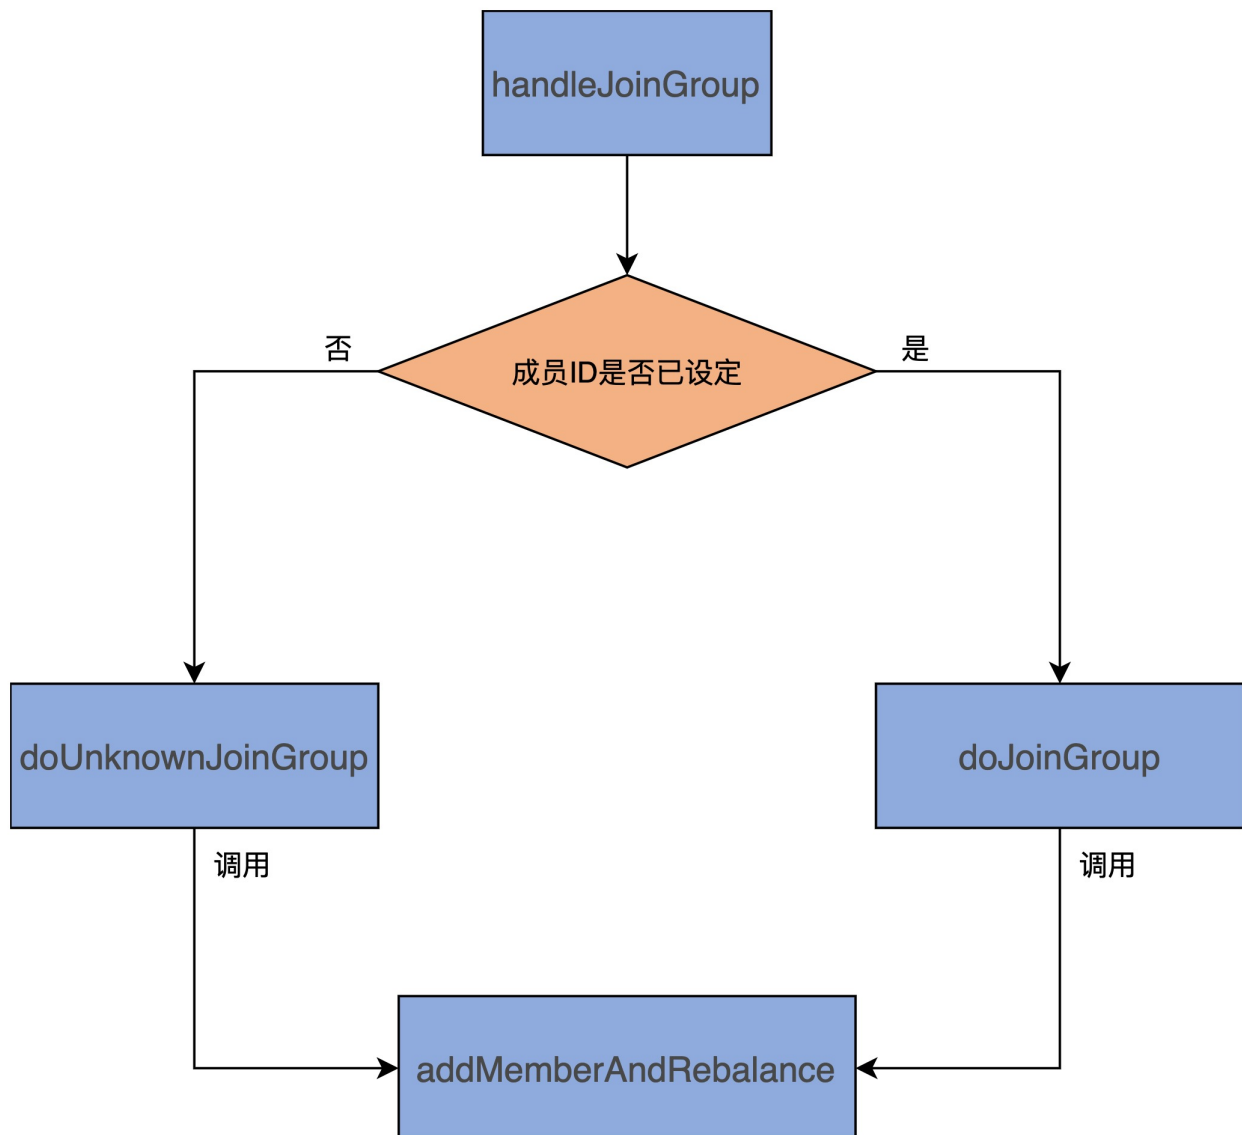 handleJoinGroup
否
是
成员ID是否已设定
doUnknownJoinGroup
doJoinGroup
调用
调用
addMemberAndRebalance